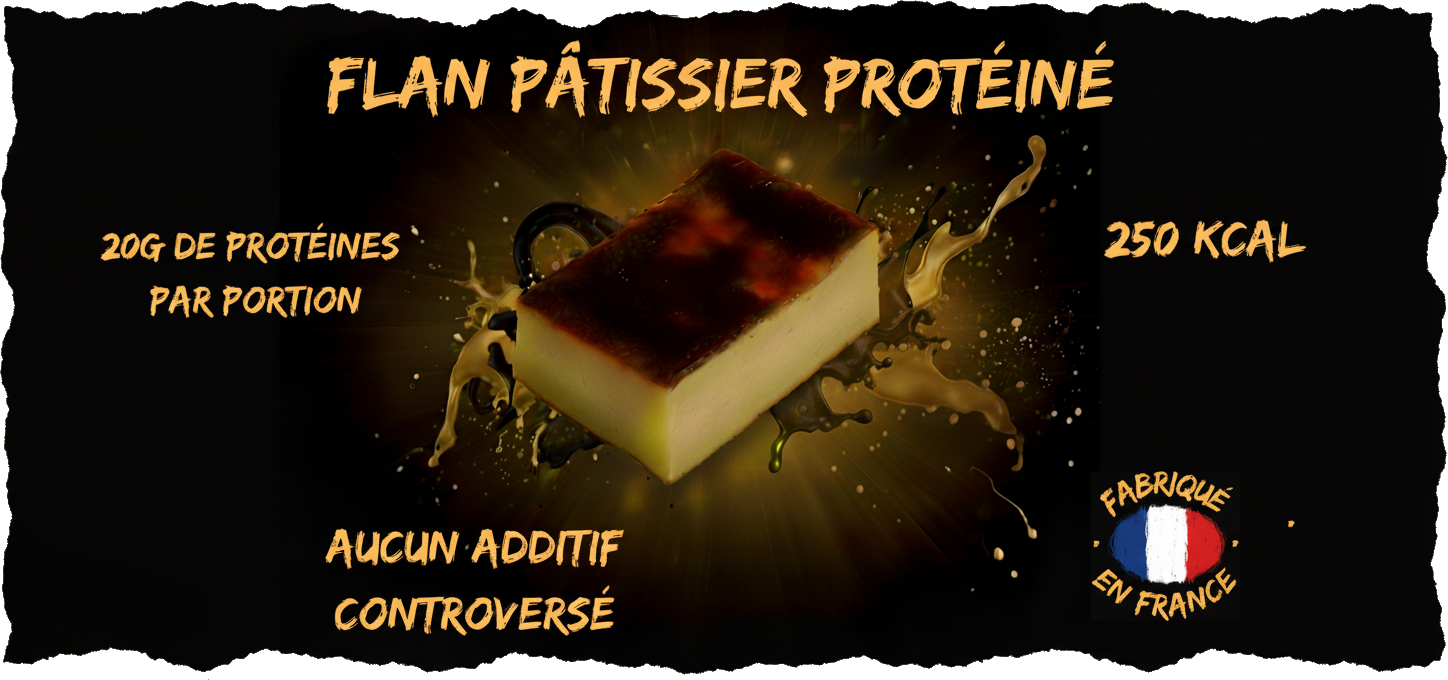 FLAN PÂTISSIER PROTÉINÉ
20G DE PROTÉINES
PAR PORTION
250 KCAL
AUCUN ADDITIF
CONTROVERSÉ
FABRIQUÉ
EN FRANCE